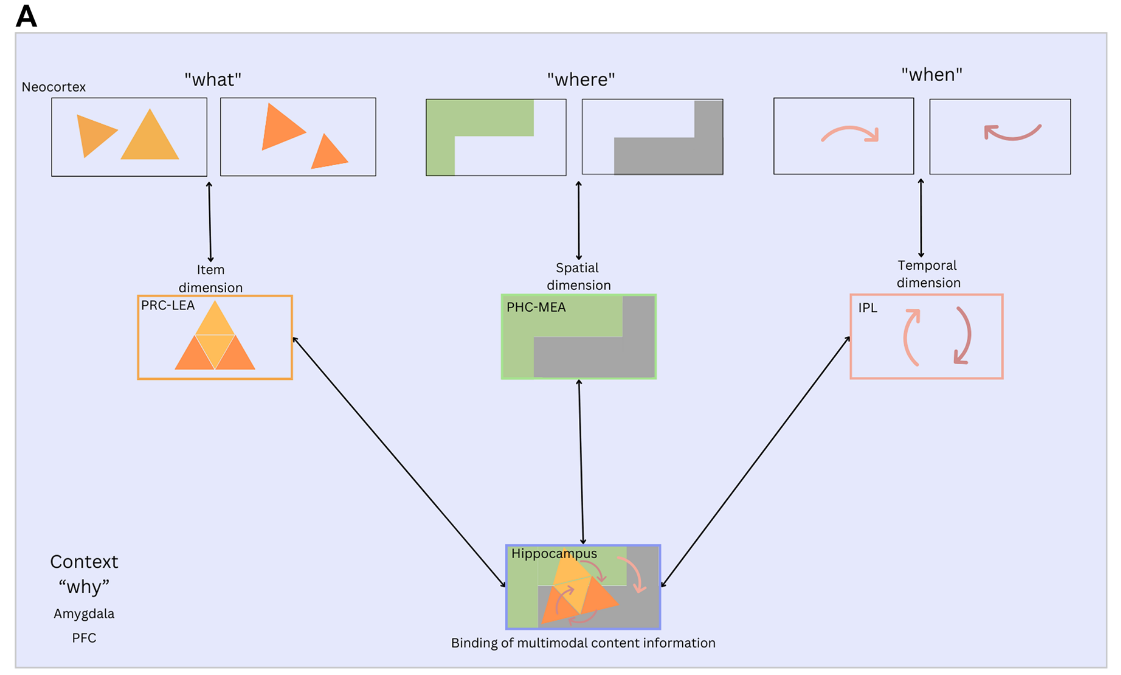 A
"what"
"where"
"when"
Neocortex
Item
dimension
Spatial
dimension
Temporal
dimension
PRC-LEA
PHC-MEA
IPL
Context
“why”
Amygdala
PFC
Hippocampus
Binding of multimodal content information